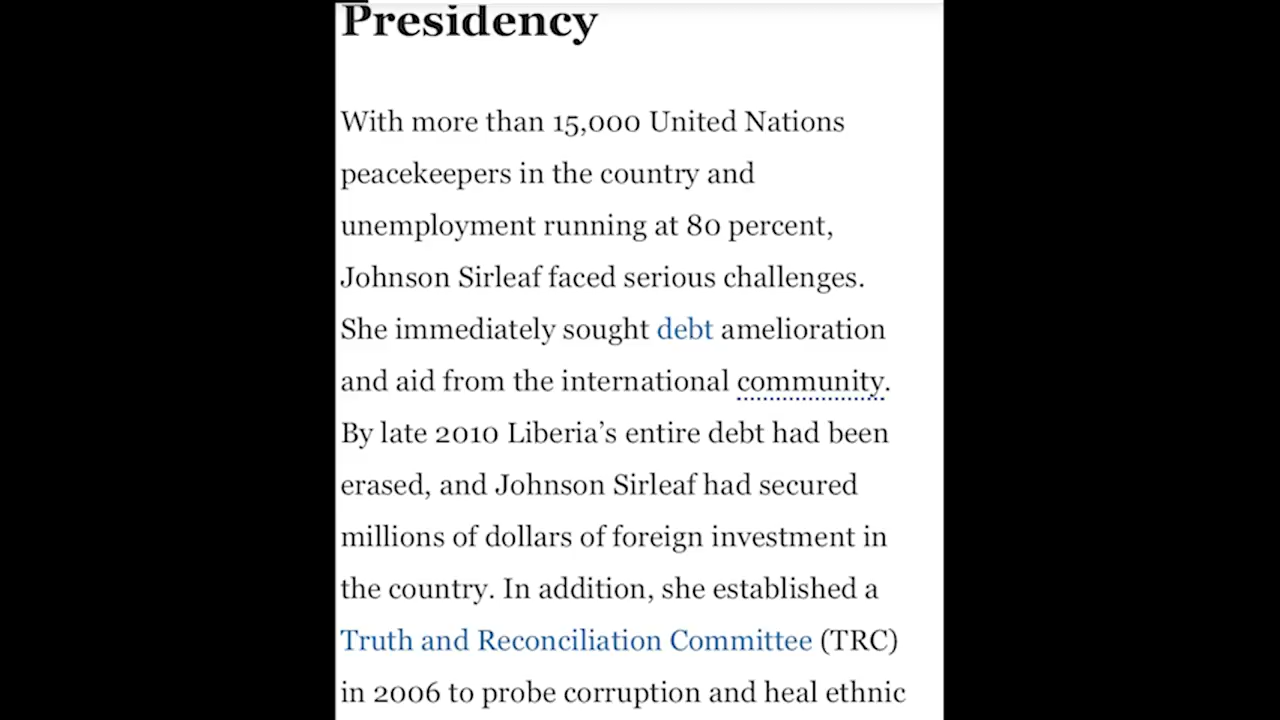 Presidency
With more than 15,000 United Nations
peacekeepers in the country and
unemployment running at 80 percent,
Johnson Sirleaf faced serious challenges.
She immediately sought debt amelioration
and aid from the international community.
By late 2010 Liberia’s entire debt had been
erased, and Johnson Sirleaf had secured
millions of dollars of foreign investment in
the country. In addition, she established a
Truth and Reconciliation Committee (TRC)
in 2006 to probe corruption and heal ethnic